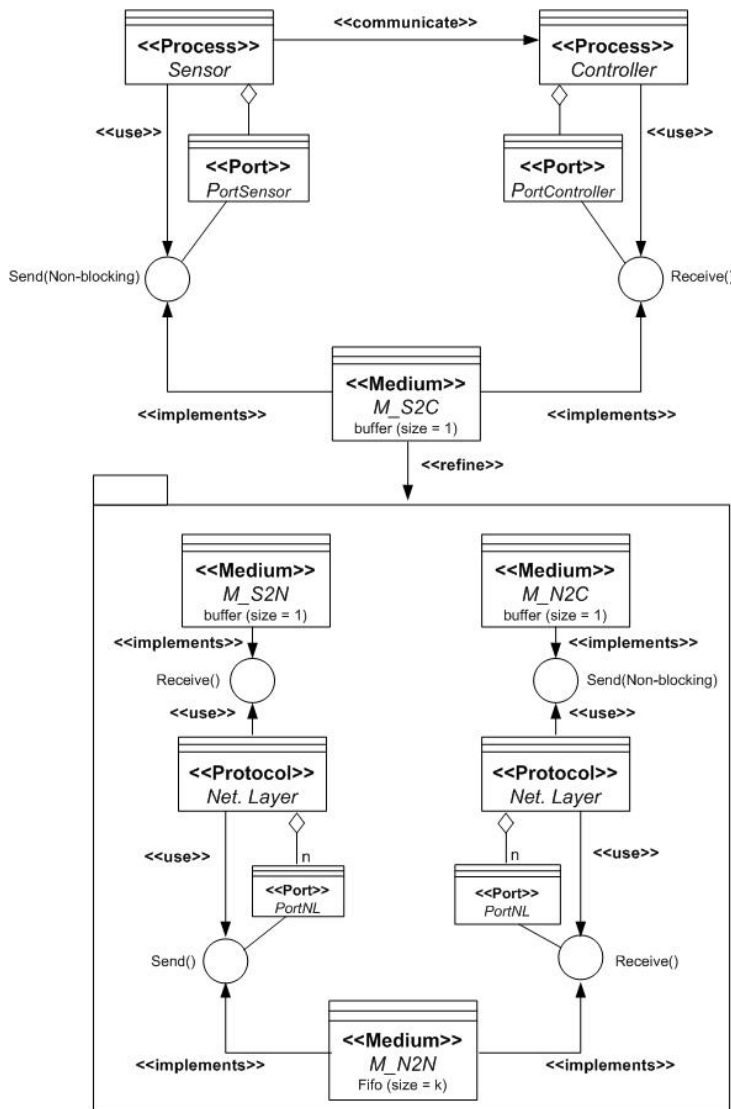 <<communicate>>
<<Process>>
Sensor
<<Process>>
Controller
<<use>>
<<use>>
<<Port>>
PortSensor
<<Port>>
PortController
Send(Non-blocking)
Receive()
<<Medium>>
M_S2C
buffer (size = 1)
<<implements>>
<<implements>>
<<refine>>
<<Medium>>
M_S2N
buffer (size = 1)
<<Medium>>
M_N2C
buffer (size = 1)
<<implements>>
<<implements>>
Receive()
Send(Non-blocking)
<<use>>
<<use>>
<<Protocol>>
Net. Layer
<<Protocol>>
Net. Layer
<<use>>
n
n
<<use>>
<<Port>>
PortNL
<<Port>>
PortNL
Send()
Receive()
<<Medium>>
M_N2N
Fifo (size = k)
<<implements>>
<<implements>>